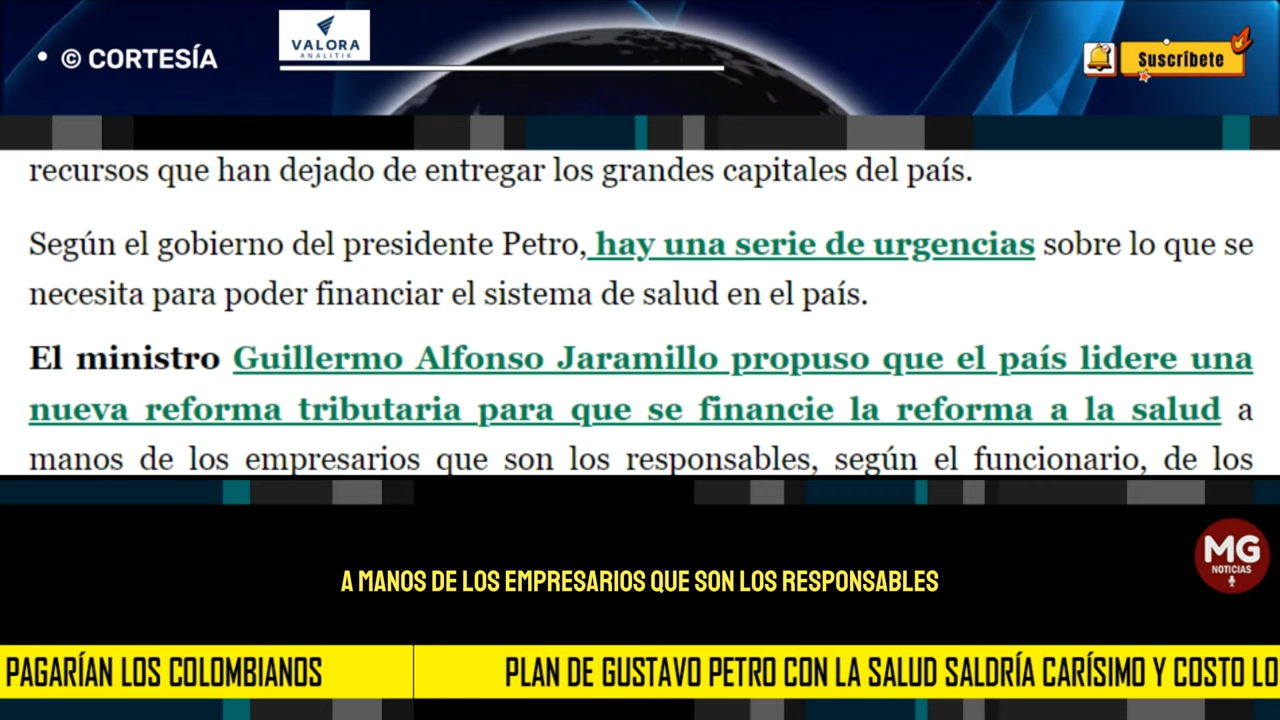 • © CORTESÍA
VALORA
ANALITIK
Suscríbete
recursos que han dejado de entregar los grandes capitales del país.
Según el gobierno del presidente Petro, hay una serie de urgencias sobre lo que se
necesita para poder financiar el sistema de salud en el país.
El ministro Guillermo Alfonso Jaramillo propuso que el país lidere una
nueva reforma tributaria para que se financie la reforma a la salud a
manos de los empresarios que son los responsables, según el funcionario, de los
MG
NOTICIAS
A MANOS DE LOS EMPRESARIOS QUE SON LOS RESPONSABLES
PAGARÍAN LOS COLOMBIANOS
PLAN DE GUSTAVO PETRO CON LA SALUD SALDRÍA CARÍSIMO Y COSTO LO